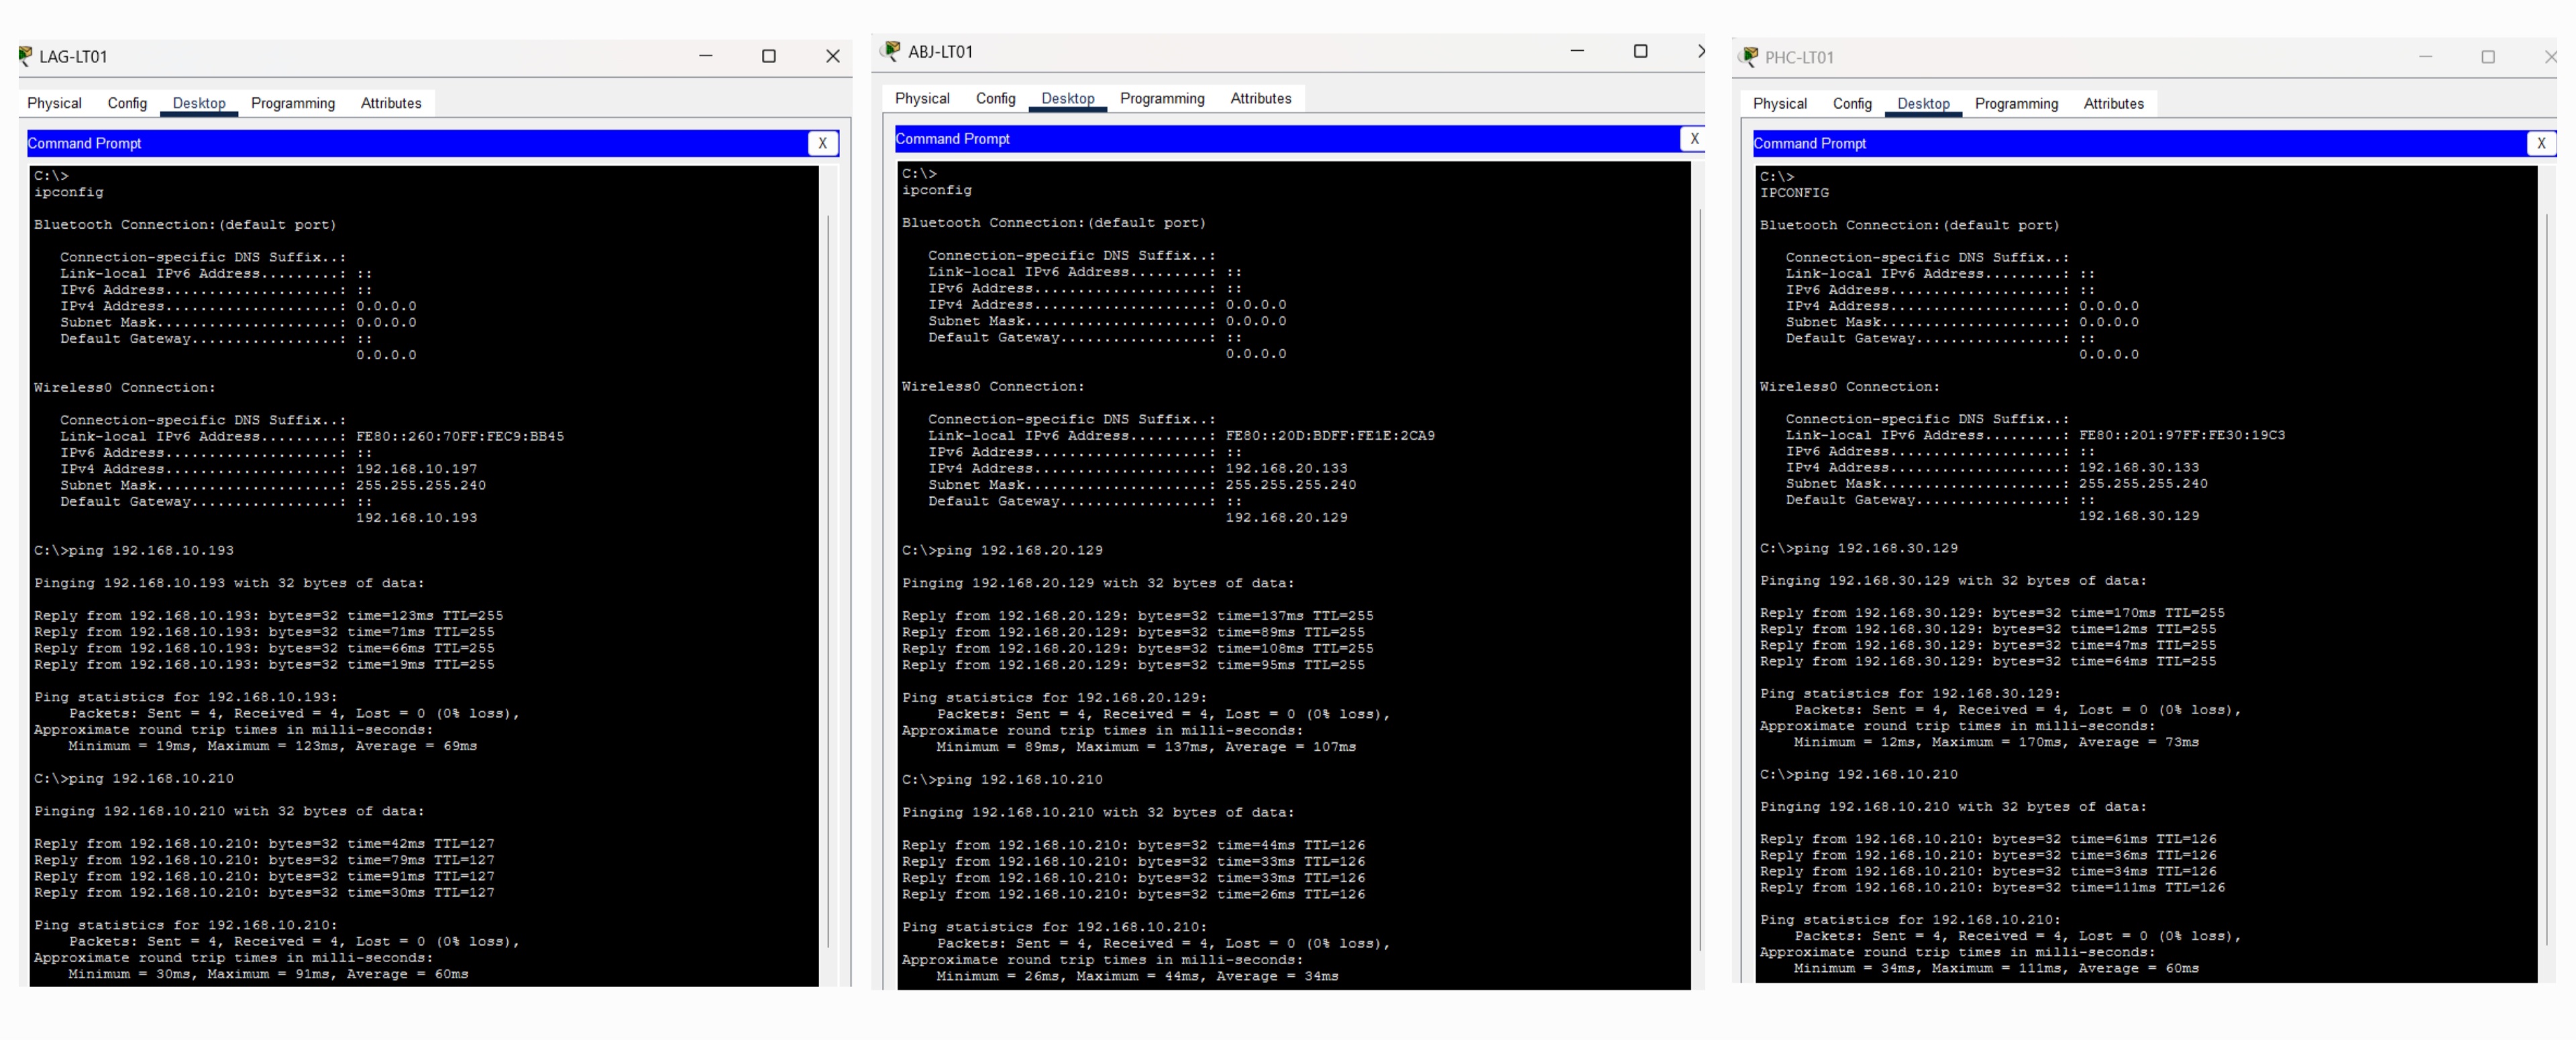 LAG-LT01
Physical Config Desktop Programming Attributes
Command Prompt
X
C:\>
ipconfig
Bluetooth Connection:(default port)
Connection-specific DNS Suffix..:
Link-local IPv6 Address.........: ::
IPv6 Address....................: ::
IPv4 Address....................: 0.0.0.0
Subnet Mask.....................: 0.0.0.0
Default Gateway.................: ::
0.0.0.0
Wireless0 Connection:
Connection-specific DNS Suffix..:
Link-local IPv6 Address.........: FE80::260:70FF:FEC9:BB45
IPv6 Address....................: ::
IPv4 Address....................: 192.168.10.197
Subnet Mask.....................: 255.255.255.240
Default Gateway.................: ::
192.168.10.193
C:\>ping 192.168.10.193
Pinging 192.168.10.193 with 32 bytes of data:
Reply from 192.168.10.193: bytes=32 time=123ms TTL=255
Reply from 192.168.10.193: bytes=32 time=71ms TTL=255
Reply from 192.168.10.193: bytes=32 time=66ms TTL=255
Reply from 192.168.10.193: bytes=32 time=19ms TTL=255
Ping statistics for 192.168.10.193:
Packets: Sent = 4, Received = 4, Lost = 0 (0% loss),
Approximate round trip times in milli-seconds:
Minimum = 19ms, Maximum = 123ms, Average = 69ms
C:\>ping 192.168.10.210
Pinging 192.168.10.210 with 32 bytes of data:
Reply from 192.168.10.210: bytes=32 time=42ms TTL=127
Reply from 192.168.10.210: bytes=32 time=79ms TTL=127
Reply from 192.168.10.210: bytes=32 time=91ms TTL=127
Reply from 192.168.10.210: bytes=32 time=30ms TTL=127
Ping statistics for 192.168.10.210:
Packets: Sent = 4, Received = 4, Lost = 0 (0% loss),
Approximate round trip times in milli-seconds:
Minimum = 30ms, Maximum = 91ms, Average = 60ms
ABJ-LT01
Physical Config Desktop Programming Attributes
Command Prompt
X
C:\>
ipconfig
Bluetooth Connection:(default port)
Connection-specific DNS Suffix..:
Link-local IPv6 Address.........: ::
IPv6 Address....................: ::
IPv4 Address....................: 0.0.0.0
Subnet Mask.....................: 0.0.0.0
Default Gateway.................: ::
0.0.0.0
Wireless0 Connection:
Connection-specific DNS Suffix..:
Link-local IPv6 Address.........: FE80::20D:BDFF:FE1E:2CA9
IPv6 Address....................: ::
IPv4 Address....................: 192.168.20.133
Subnet Mask.....................: 255.255.255.240
Default Gateway.................: ::
192.168.20.129
C:\>ping 192.168.20.129
Pinging 192.168.20.129 with 32 bytes of data:
Reply from 192.168.20.129: bytes=32 time=137ms TTL=255
Reply from 192.168.20.129: bytes=32 time=89ms TTL=255
Reply from 192.168.20.129: bytes=32 time=108ms TTL=255
Reply from 192.168.20.129: bytes=32 time=95ms TTL=255
Ping statistics for 192.168.20.129:
Packets: Sent = 4, Received = 4, Lost = 0 (0% loss),
Approximate round trip times in milli-seconds:
Minimum = 89ms, Maximum = 137ms, Average = 107ms
C:\>ping 192.168.10.210
Pinging 192.168.10.210 with 32 bytes of data:
Reply from 192.168.10.210: bytes=32 time=44ms TTL=126
Reply from 192.168.10.210: bytes=32 time=33ms TTL=126
Reply from 192.168.10.210: bytes=32 time=33ms TTL=126
Reply from 192.168.10.210: bytes=32 time=26ms TTL=126
Ping statistics for 192.168.10.210:
Packets: Sent = 4, Received = 4, Lost = 0 (0% loss),
Approximate round trip times in milli-seconds:
Minimum = 26ms, Maximum = 44ms, Average = 34ms
PHC-LT01
Physical Config Desktop Programming Attributes
Command Prompt
X
C:\>
IPCONFIG
Bluetooth Connection:(default port)
Connection-specific DNS Suffix..:
Link-local IPv6 Address.........: ::
IPv6 Address....................: ::
IPv4 Address....................: 0.0.0.0
Subnet Mask.....................: 0.0.0.0
Default Gateway.................: ::
0.0.0.0
Wireless0 Connection:
Connection-specific DNS Suffix..:
Link-local IPv6 Address.........: FE80::201:97FF:FE30:19C3
IPv6 Address....................: ::
IPv4 Address....................: 192.168.30.133
Subnet Mask.....................: 255.255.255.240
Default Gateway.................: ::
192.168.30.129
C:\>ping 192.168.30.129
Pinging 192.168.30.129 with 32 bytes of data:
Reply from 192.168.30.129: bytes=32 time=170ms TTL=255
Reply from 192.168.30.129: bytes=32 time=12ms TTL=255
Reply from 192.168.30.129: bytes=32 time=47ms TTL=255
Reply from 192.168.30.129: bytes=32 time=64ms TTL=255
Ping statistics for 192.168.30.129:
Packets: Sent = 4, Received = 4, Lost = 0 (0% loss),
Approximate round trip times in milli-seconds:
Minimum = 12ms, Maximum = 170ms, Average = 73ms
C:\>ping 192.168.10.210
Pinging 192.168.10.210 with 32 bytes of data:
Reply from 192.168.10.210: bytes=32 time=61ms TTL=126
Reply from 192.168.10.210: bytes=32 time=36ms TTL=126
Reply from 192.168.10.210: bytes=32 time=34ms TTL=126
Reply from 192.168.10.210: bytes=32 time=111ms TTL=126
Ping statistics for 192.168.10.210:
Packets: Sent = 4, Received = 4, Lost = 0 (0% loss),
Approximate round trip times in milli-seconds:
Minimum = 34ms, Maximum = 111ms, Average = 60ms